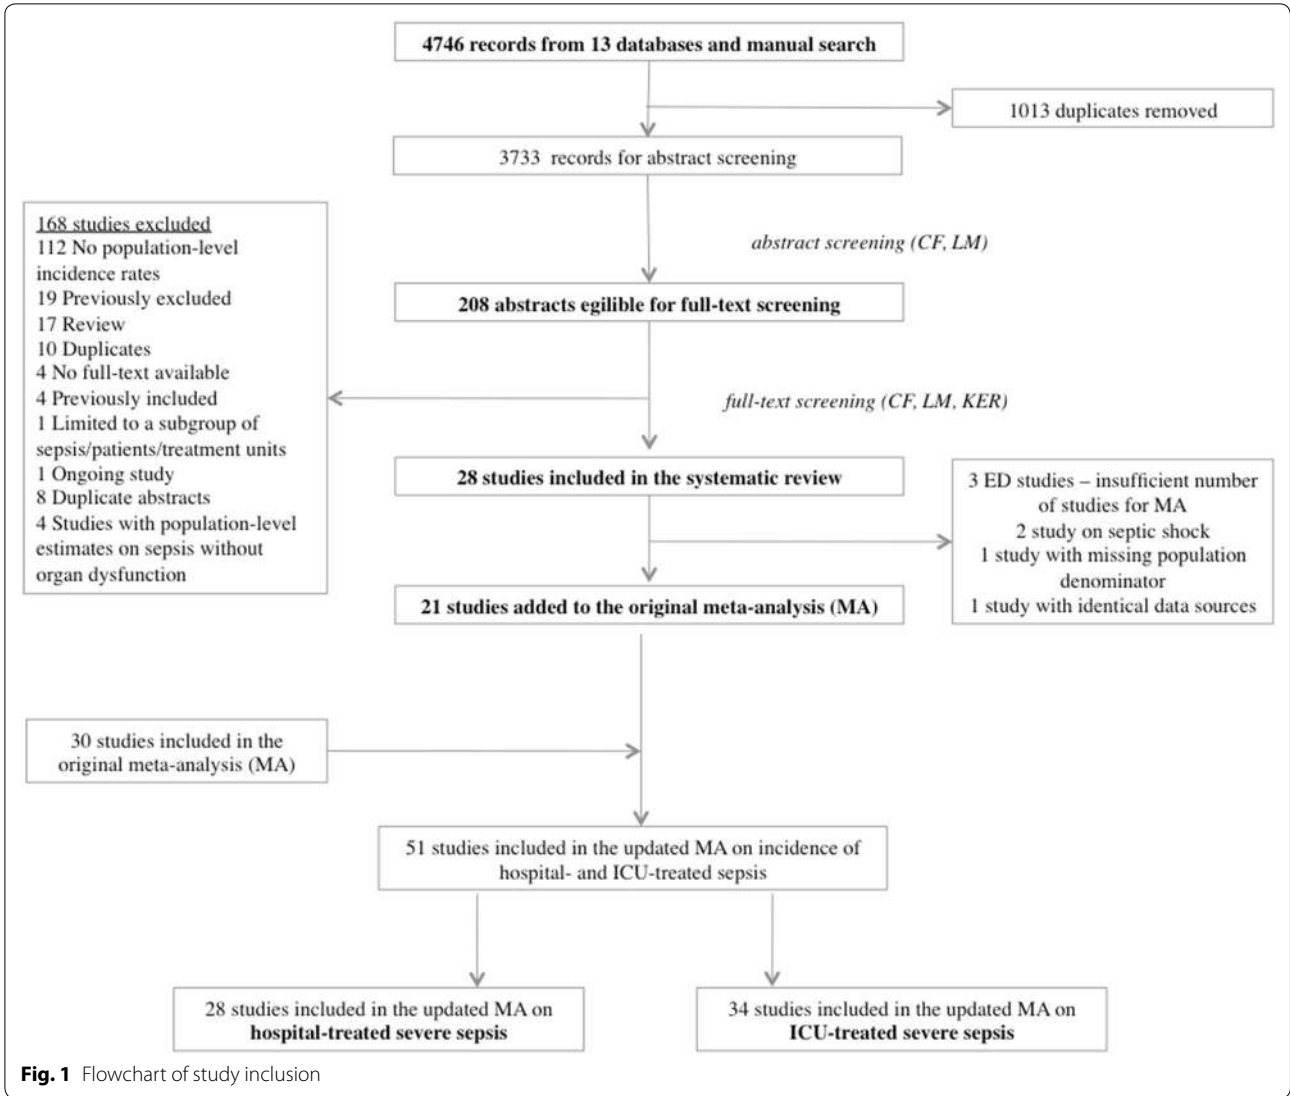 4746 records from 13 databases and manual search
1013 duplicates removed
3733 records for abstract screening
abstract screening (CF, LM)
168 studies excluded
112 No population-level
incidence rates
19 Previously excluded
17 Review
10 Duplicates
4 No full-text available
4 Previously included
1 Limited to a subgroup of
sepsis/patients/treatment units
1 Ongoing study
8 Duplicate abstracts
4 Studies with population-level
estimates on sepsis without
organ dysfunction
208 abstracts egilible for full-text screening
full-text screening (CF, LM, KER)
28 studies included in the systematic review
3 ED studies – insufficient number
of studies for MA
2 study on septic shock
1 study with missing population
denominator
1 study with identical data sources
21 studies added to the original meta-analysis (MA)
30 studies included in the
original meta-analysis (MA)
51 studies included in the updated MA on incidence of
hospital- and ICU-treated sepsis
28 studies included in the updated MA on
hospital-treated severe sepsis
34 studies included in the updated MA on
ICU-treated severe sepsis
Fig. 1 Flowchart of study inclusion